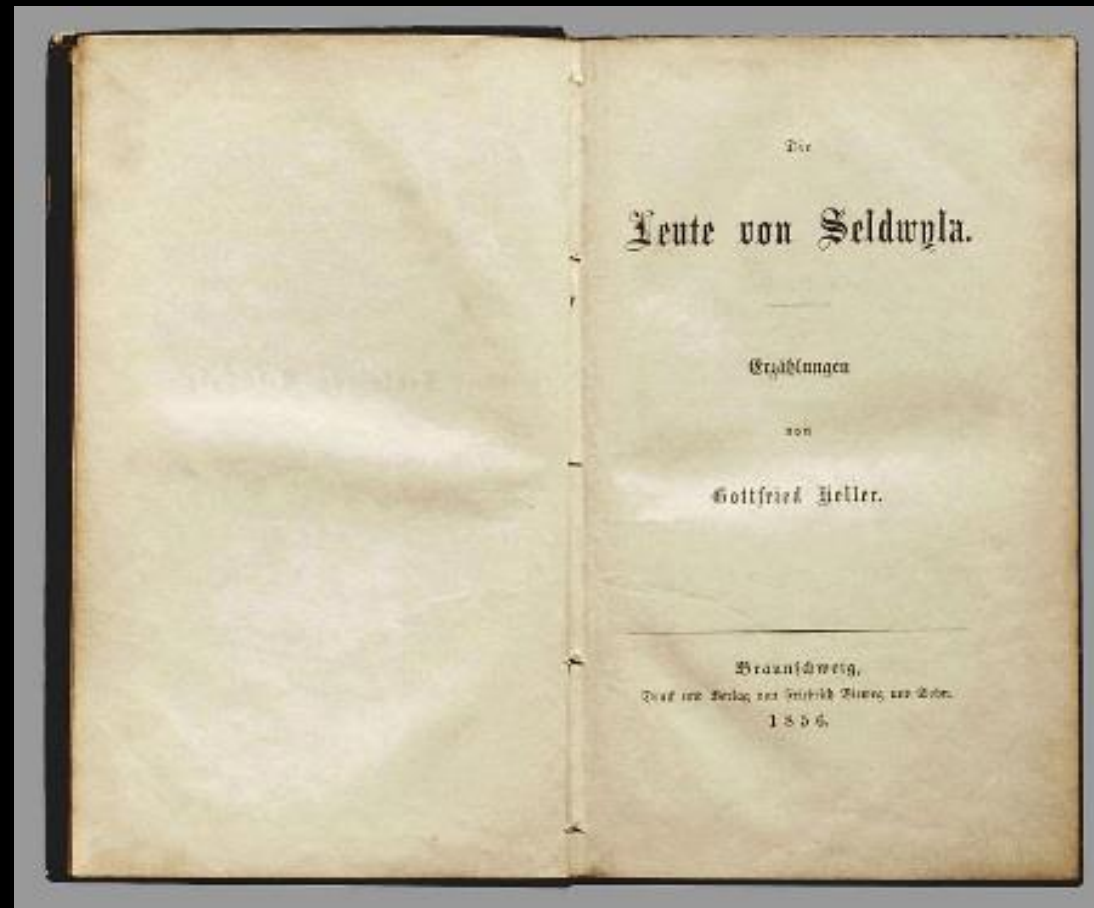 Die
Leute von Seldwyla.
Erzählungen
von
Gottfried Keller.
Braunschweig,
Druck und Verlag von Friedrich Vieweg und Sohn.
1856.